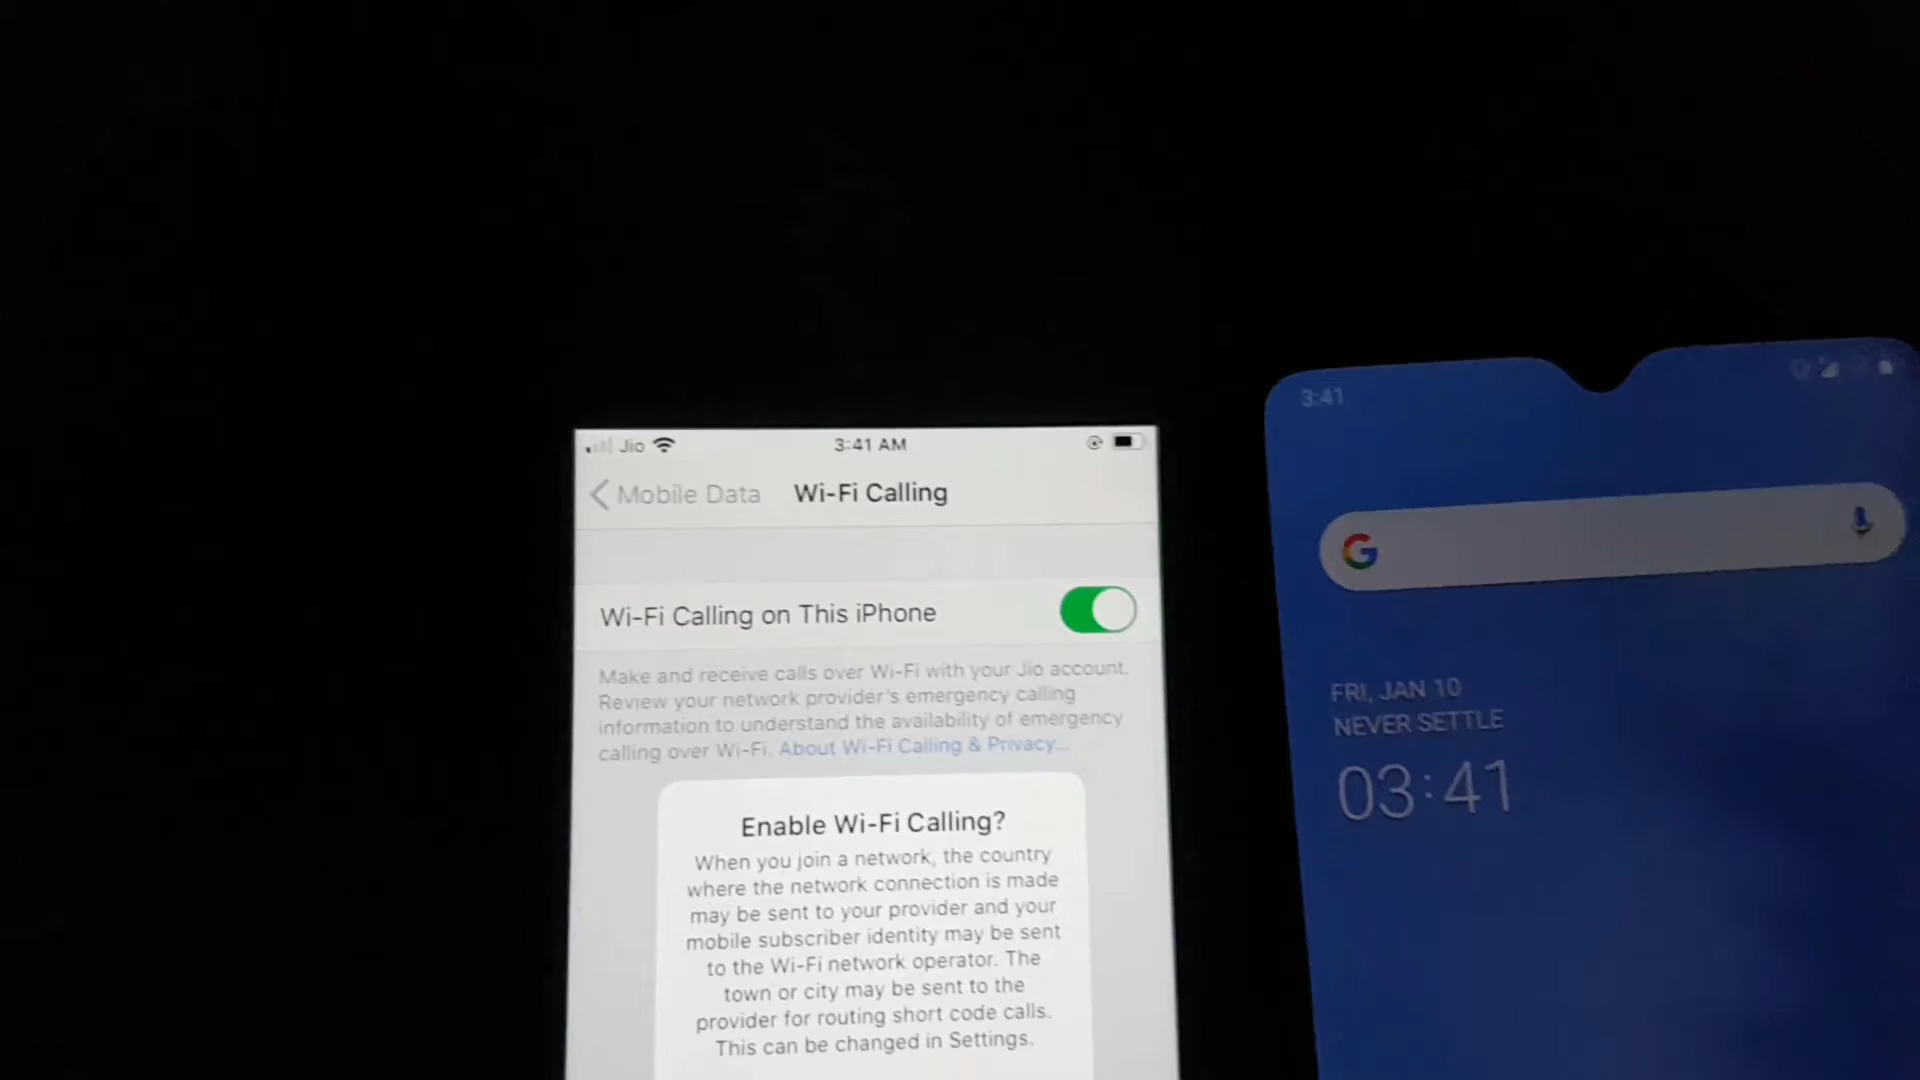 Jio
3:41 AM
Mobile Data
Wi-Fi Calling
Wi-Fi Calling on This iPhone
Make and receive calls over Wi-Fi with your Jio account.
Review your network provider's emergency calling
information to understand the availability of emergency
calling over Wi-Fi. About Wi-Fi Calling & Privacy...
Enable Wi-Fi Calling?
When you join a network, the country
where the network connection is made
may be sent to your provider and your
mobile subscriber identity may be sent
to the Wi-Fi network operator. The
town or city may be sent to the
provider for routing short code calls.
This can be changed in Settings.
3:41
G
FRI, JAN 10
NEVER SETTLE
03:41